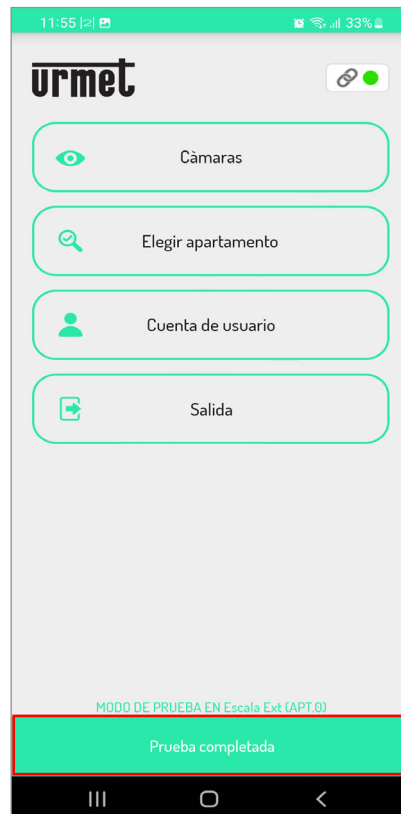 11:55 33%
urmet
Càmaras
Elegir apartamento
Cuenta de usuario
Salida
MODO DE PRUEBA EN Escala Ext (APT.0)
Prueba completada